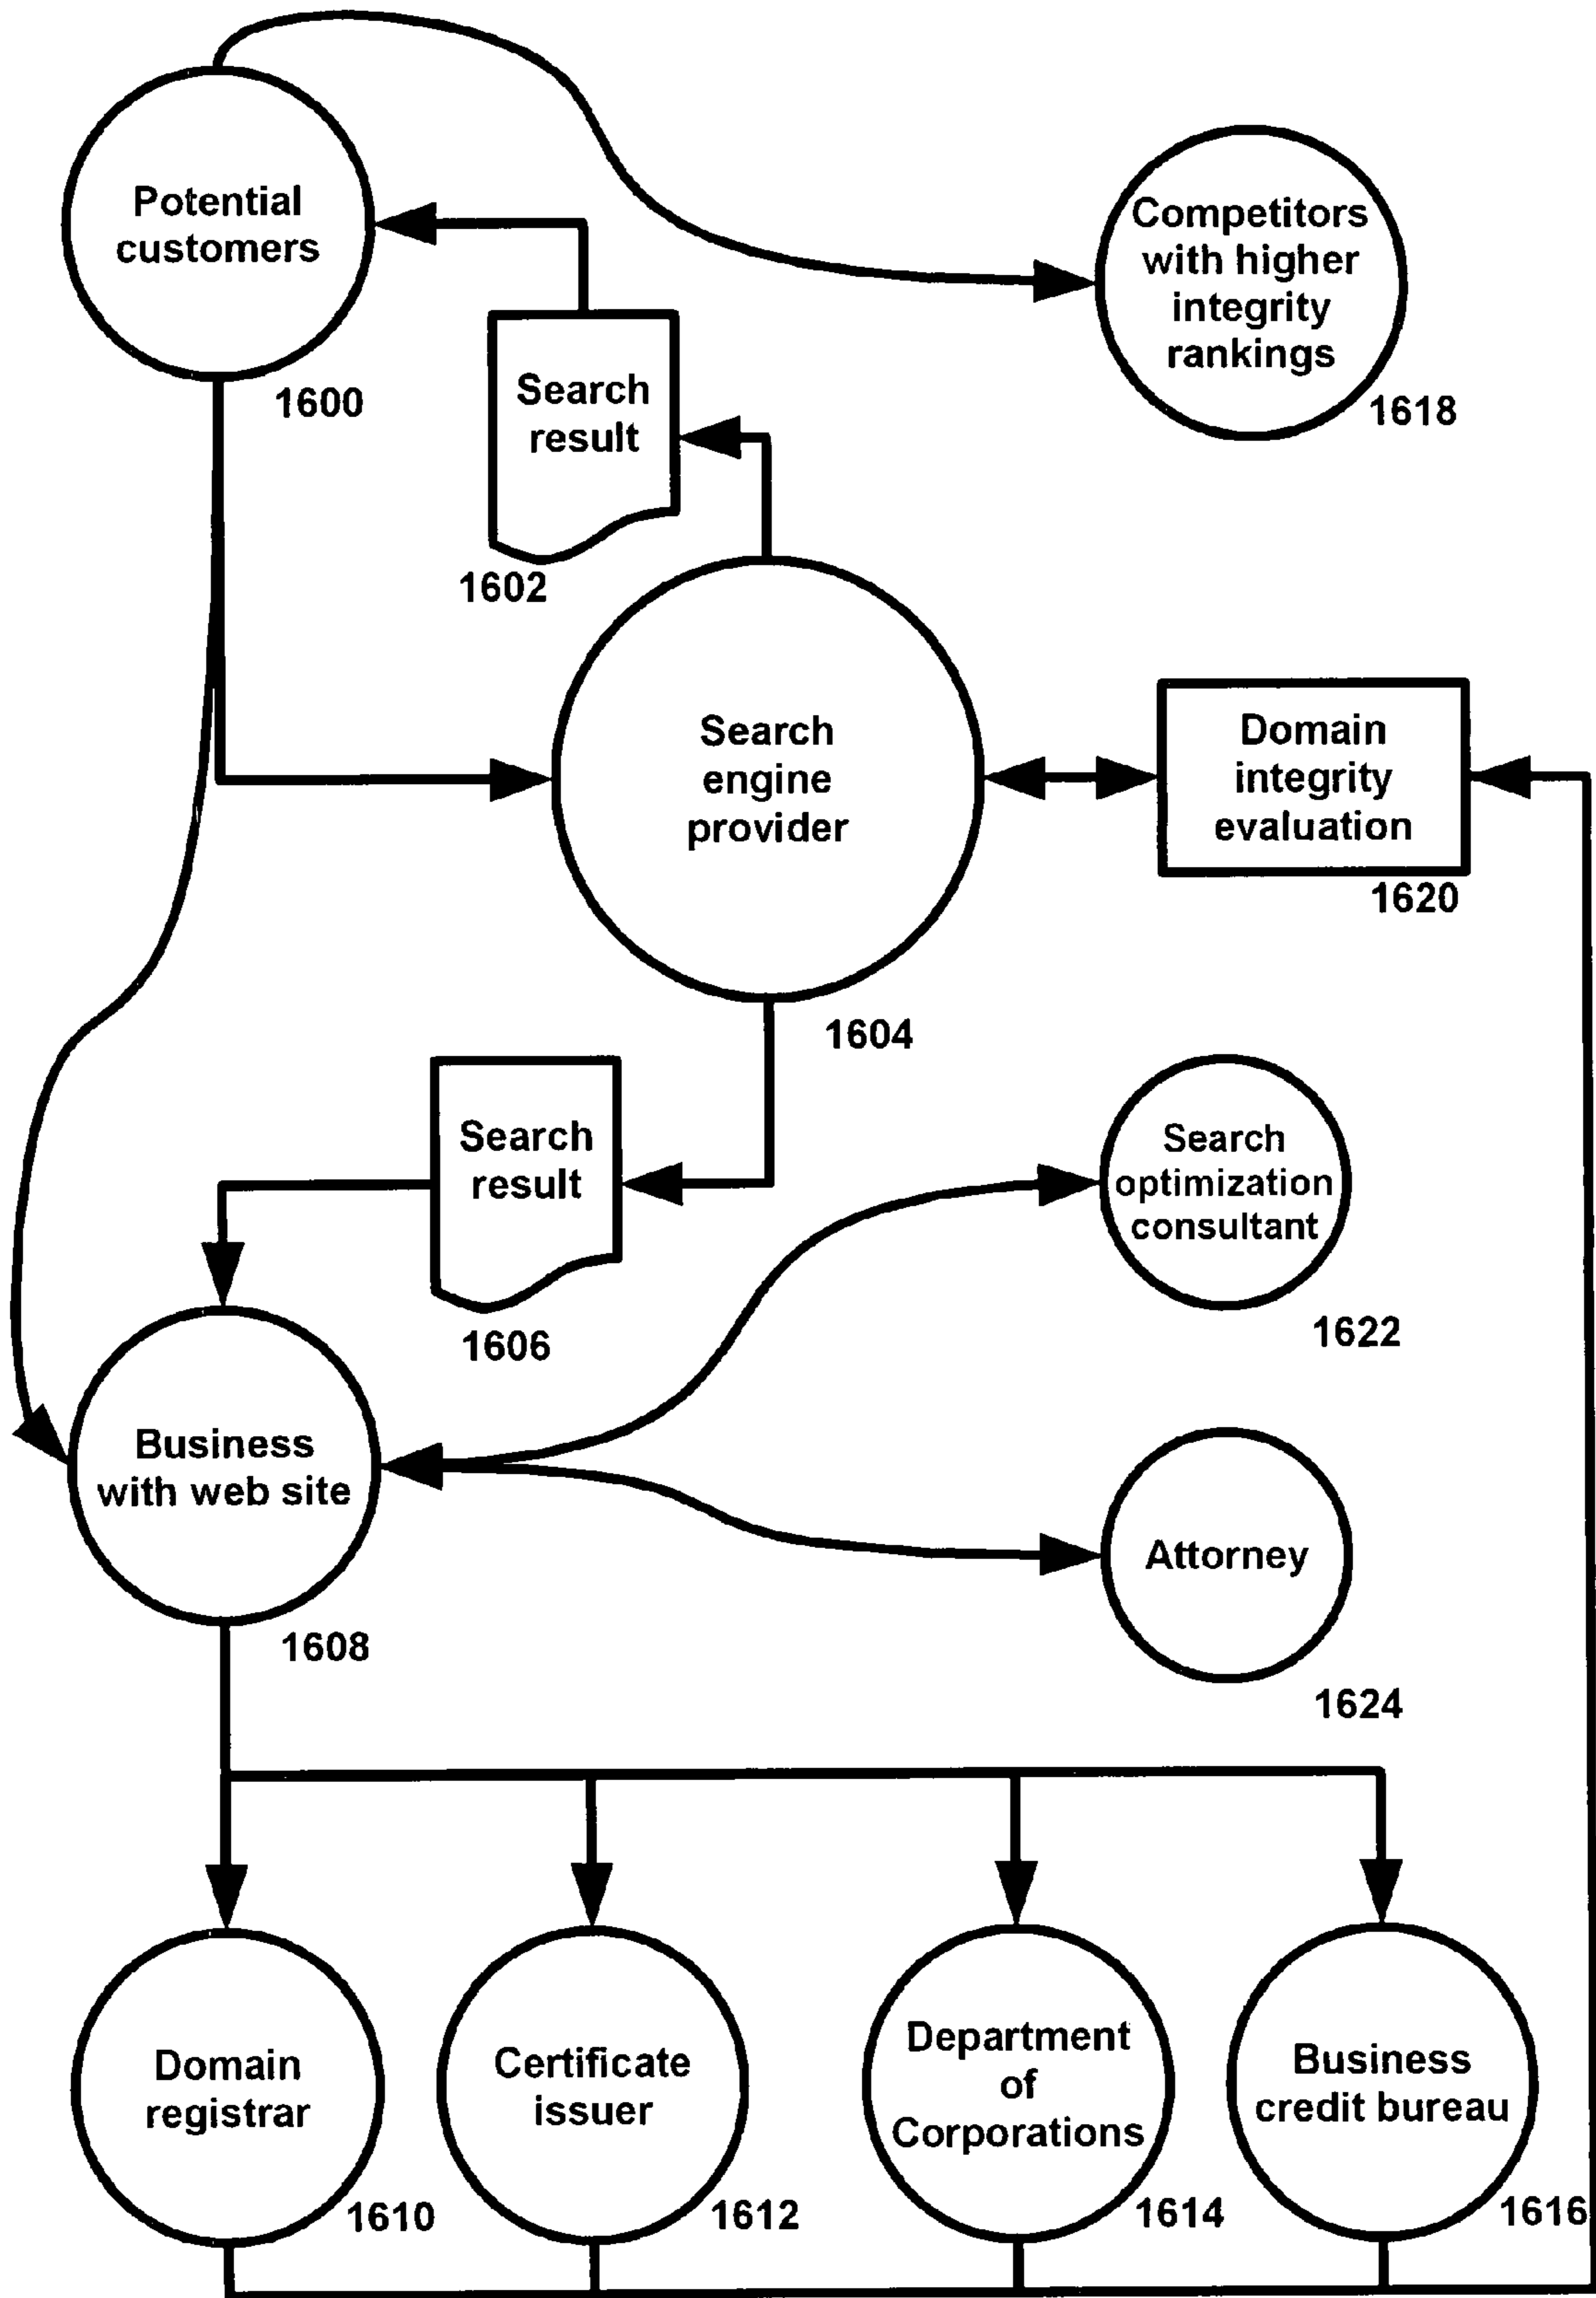 Potential
customers
1600
Competitors
with higher
integrity
rankings
1618
Search
result
1602
Search
engine
provider
1604
Domain
integrity
evaluation
1620
Search
result
1606
Search
optimization
consultant
1622
Business
with web site
1608
Attorney
1624
Domain
registrar
1610
Certificate
issuer
1612
Department
of
Corporations
1614
Business
credit bureau
1616